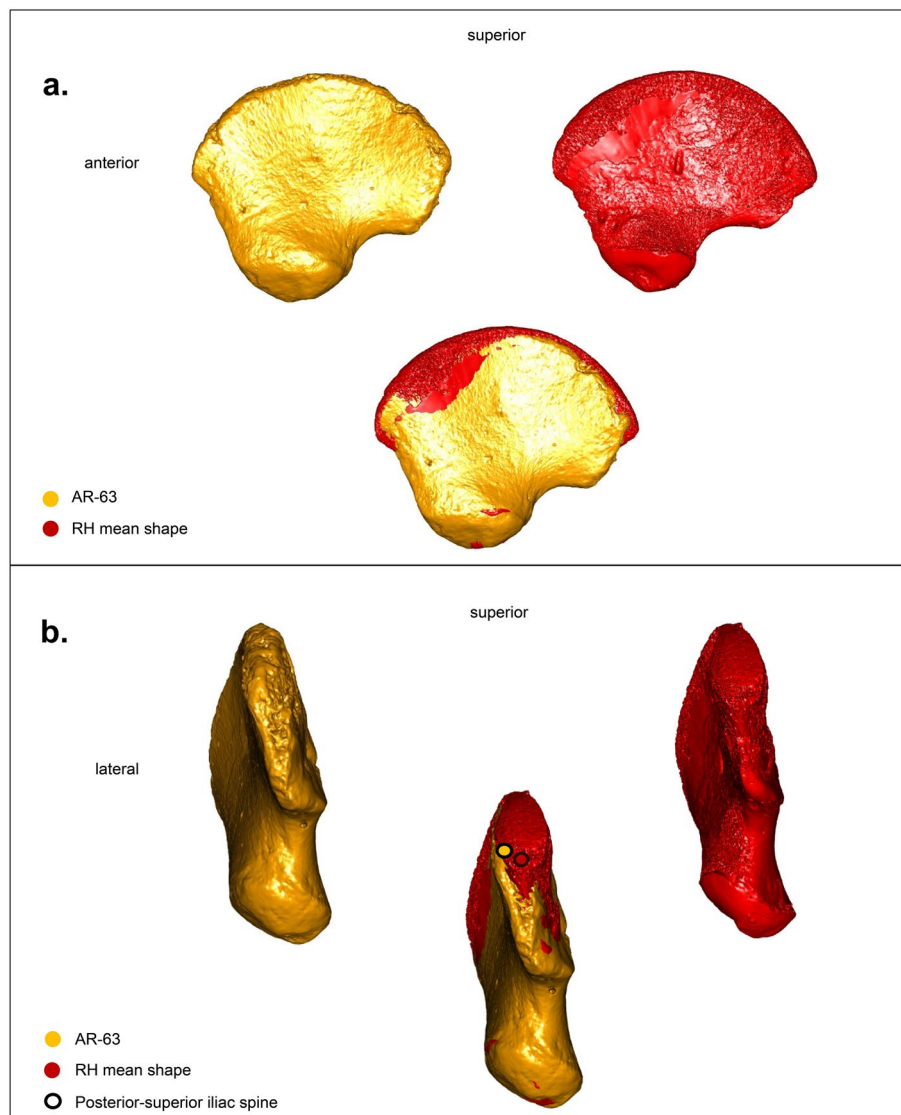 superior
a.
anterior
AR-63
RH mean shape
superior
b.
lateral
AR-63
RH mean shape
Posterior-superior iliac spine